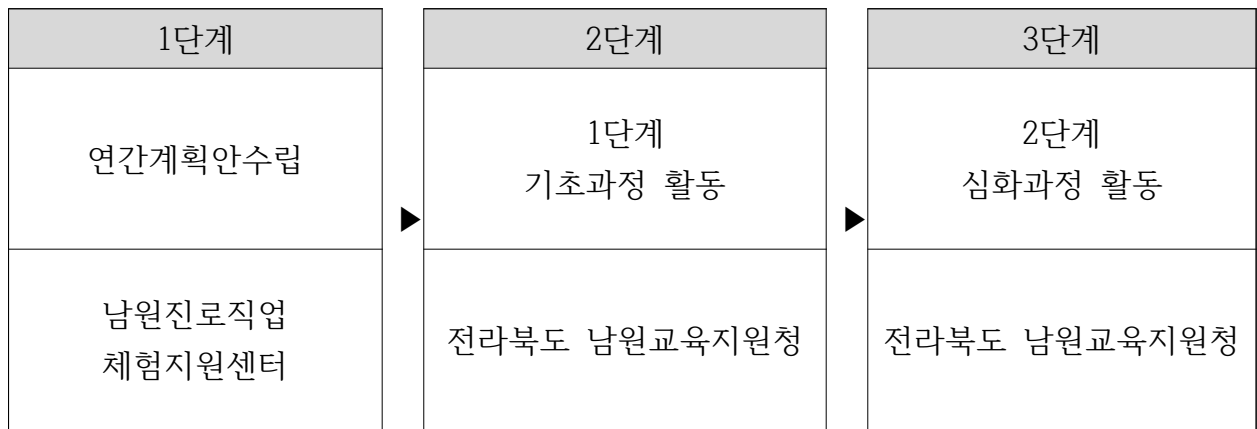 1단계
연간계획안수립
남원진로직업
체험지원센터
▶
2단계
1단계
기초과정 활동
전라북도 남원교육지원청
▶
3단계
2단계
심화과정 활동
전라북도 남원교육지원청